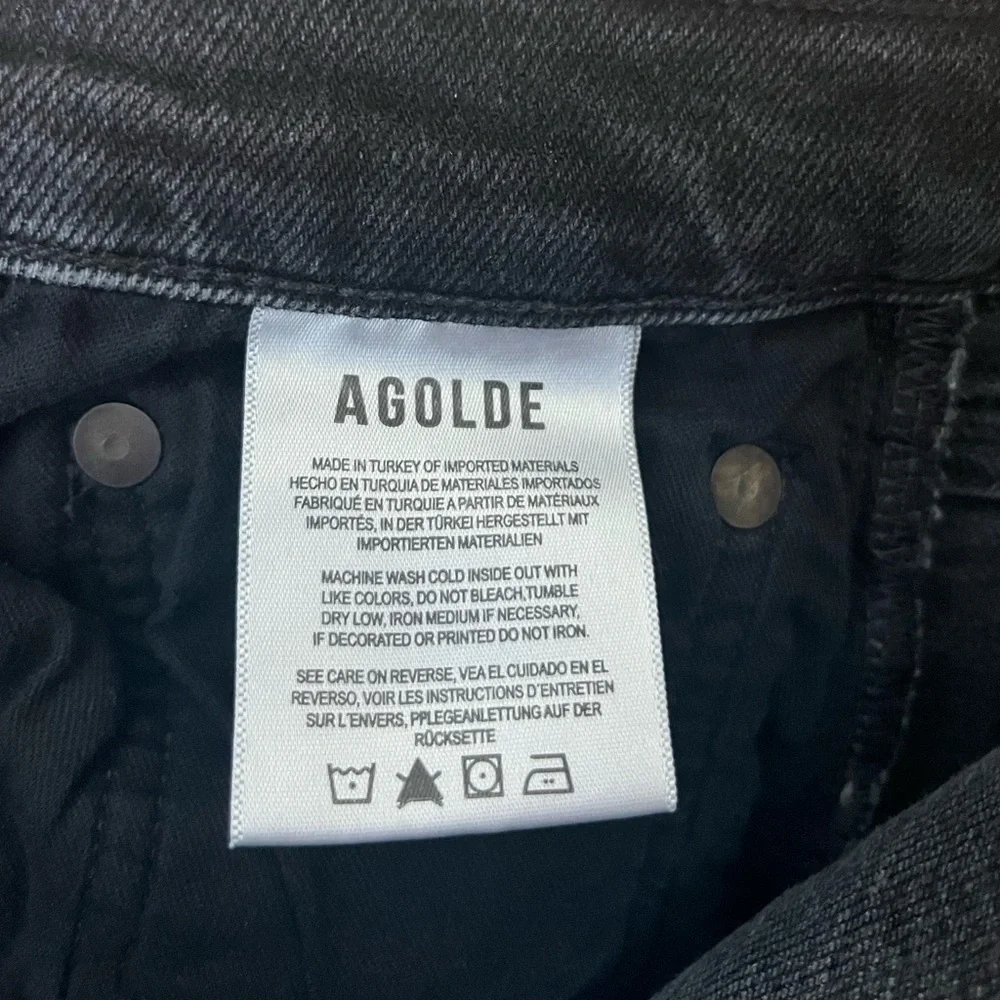 AGOLDE
MADE IN TURKEY OF IMPORTED MATERIALS
HECHO EN TURQUIA DE MATERIALES IMPORTADOS
FABRIQUÉ EN TURQUIE A PARTIR DE MATÉRIAUX
IMPORTÉS, IN DER TÜRKEI HERGESTELLT MIT
IMPORTIERTEN MATERIALIEN
MACHINE WASH COLD INSIDE OUT WITH
LIKE COLORS, DO NOT BLEACH,TUMBLE
DRY LOW, IRON MEDIUM IF NECESSARY,
IF DECORATED OR PRINTED DO NOT IRON.
SEE CARE ON REVERSE, VEA EL CUIDADO EN EL
REVERSO, VOIR LES INSTRUCTIONS D'ENTRETIEN
SUR L'ENVERS, PPLEGEANLETTUNG AUF DER
RÜCKSETTE